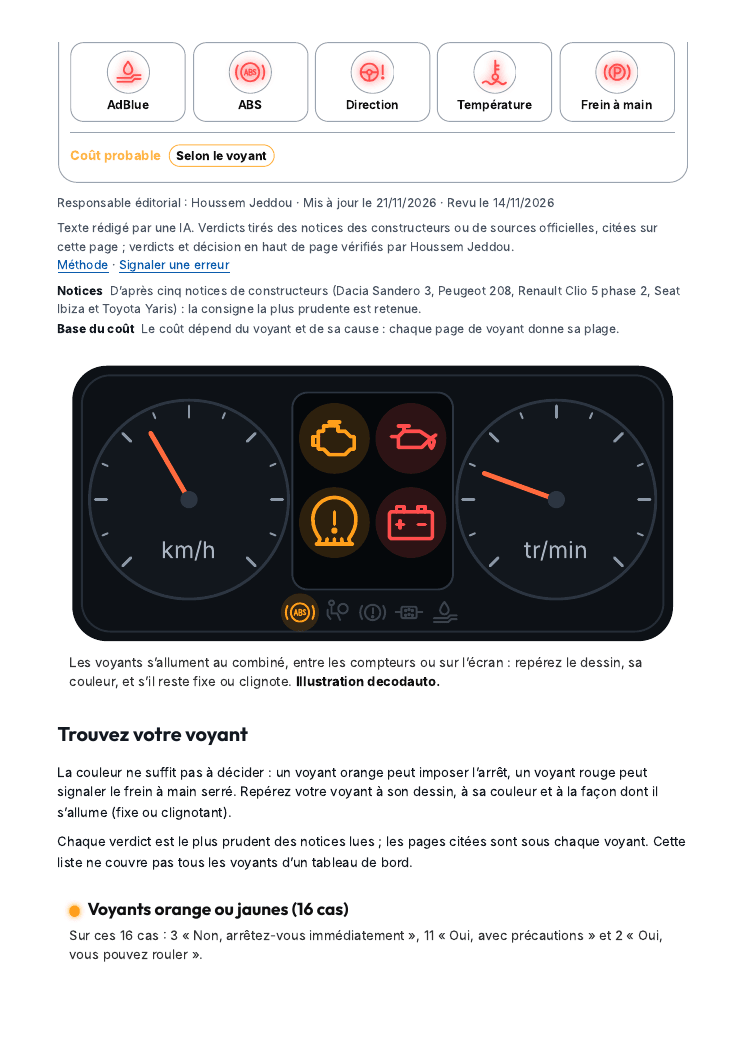 AdBlue
ABS
ABS
Direction
Température
P
Frein à main
Coût probable Selon le voyant
Responsable éditorial : Houssem Jeddou · Mis à jour le 21/11/2026 · Revu le 14/11/2026
Texte rédigé par une IA. Verdicts tirés des notices des constructeurs ou de sources officielles, citées sur
cette page ; verdicts et décision en haut de page vérifiés par Houssem Jeddou.
Méthode · Signaler une erreur
Notices D’après cinq notices de constructeurs (Dacia Sandero 3, Peugeot 208, Renault Clio 5 phase 2, Seat
Ibiza et Toyota Yaris) : la consigne la plus prudente est retenue.
Base du coût Le coût dépend du voyant et de sa cause : chaque page de voyant donne sa plage.
km/h
tr/min
ABS
Les voyants s’allument au combiné, entre les compteurs ou sur l’écran : repérez le dessin, sa
couleur, et s’il reste fixe ou clignote. Illustration decodauto.
Trouvez votre voyant
La couleur ne suffit pas à décider : un voyant orange peut imposer l’arrêt, un voyant rouge peut
signaler le frein à main serré. Repérez votre voyant à son dessin, à sa couleur et à la façon dont il
s’allume (fixe ou clignotant).
Chaque verdict est le plus prudent des notices lues ; les pages citées sont sous chaque voyant. Cette
liste ne couvre pas tous les voyants d’un tableau de bord.
Voyants orange ou jaunes (16 cas)
Sur ces 16 cas : 3 « Non, arrêtez-vous immédiatement », 11 « Oui, avec précautions » et 2 « Oui,
vous pouvez rouler ».